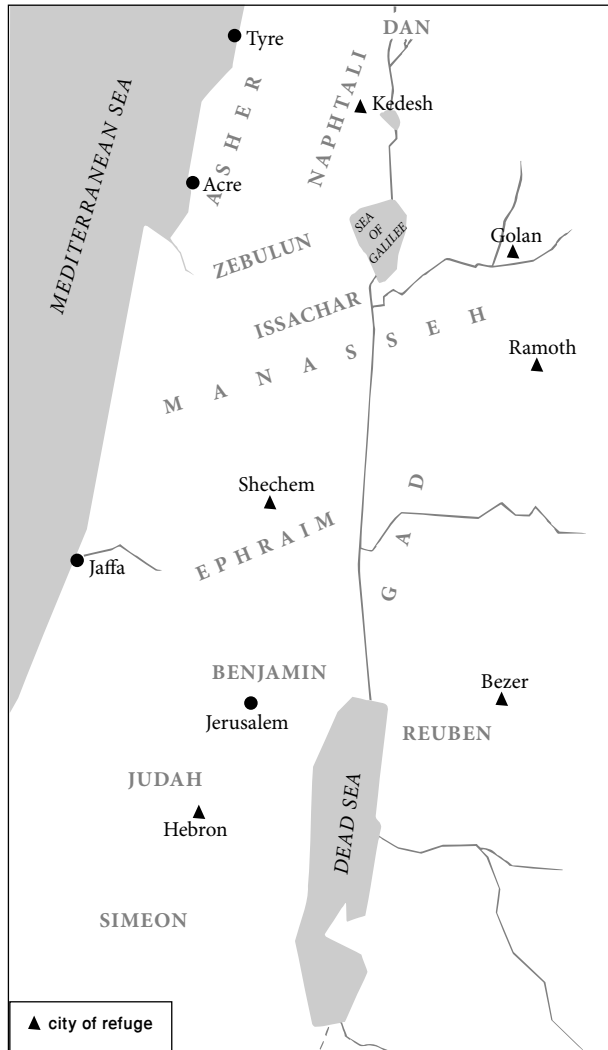 DAN
Tyre
MEDITERRANEAN SEA
ASHER
NAPHTALI
Kedesh
Acre
SEA
OF
GALILEE
Golan
ZEBULUN
ISSACHAR
MANASSEH
Ramoth
Shechem
EPHRAIM
GAD
Jaffa
BENJAMIN
Bezer
Jerusalem
REUBEN
JUDAH
DEAD SEA
Hebron
SIMEON
▲ city of refuge